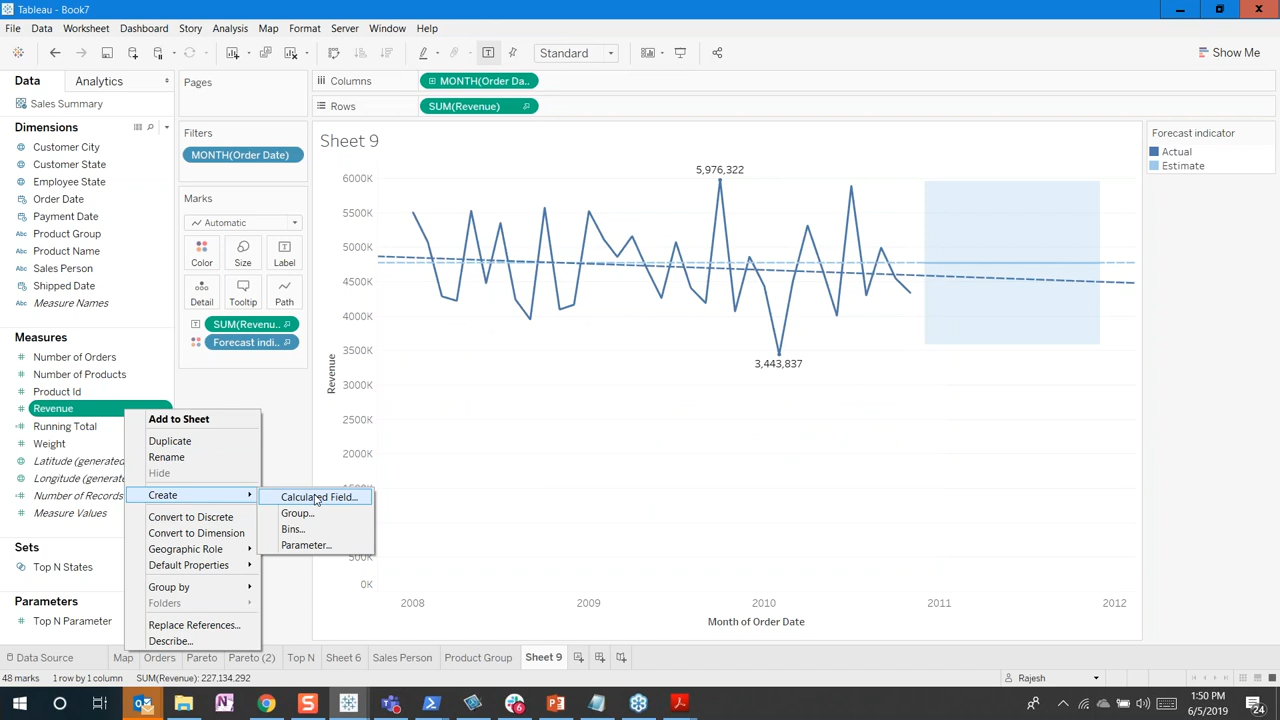 Tableau - Book7
File Data Worksheet Dashboard Story Analysis Map Format Server Window Help
Standard
Show Me
Data Analytics
Sales Summary
Dimensions
Customer City
Customer State
Employee State
Order Date
Payment Date
Abc Product Group
Abc Product Name
Abc Sales Person
Shipped Date
Abc Measure Names
Measures
Number of Orders
Number of Products
Product Id
Revenue
Running Total
Weight
Latitude (generated
Longitude (generat
Number of Records
Measure Values
Sets
Top N States
Parameters
Top N Parameter
Pages
Filters
MONTH(Order Date)
Marks
Automatic
Color Size Label
Detail Tooltip Path
SUM(Revenu..
Forecast indi..
Columns MONTH(Order Da..
Rows SUM(Revenue)
Sheet 9
6000K
5500K
5000K
4500K
4000K
3500K
3000K
2500K
2000K
500K
0K
Revenue
5,976,322
3,443,837
2008 2009 2010 2011 2012
Month of Order Date
Forecast indicator
Actual
Estimate
Add to Sheet
Duplicate
Rename
Hide
Create
Convert to Discrete
Convert to Dimension
Geographic Role
Default Properties
Group by
Folders
Replace References...
Describe...
Calculated Field...
Group...
Bins...
Parameter...
Data Source Map Orders Pareto Pareto (2) Top N Sheet 6 Sales Person Product Group Sheet 9
48 marks 1 row by 1 column SUM(Revenue): 227,134,292
Rajesh
1:50 PM
6/5/2019
24